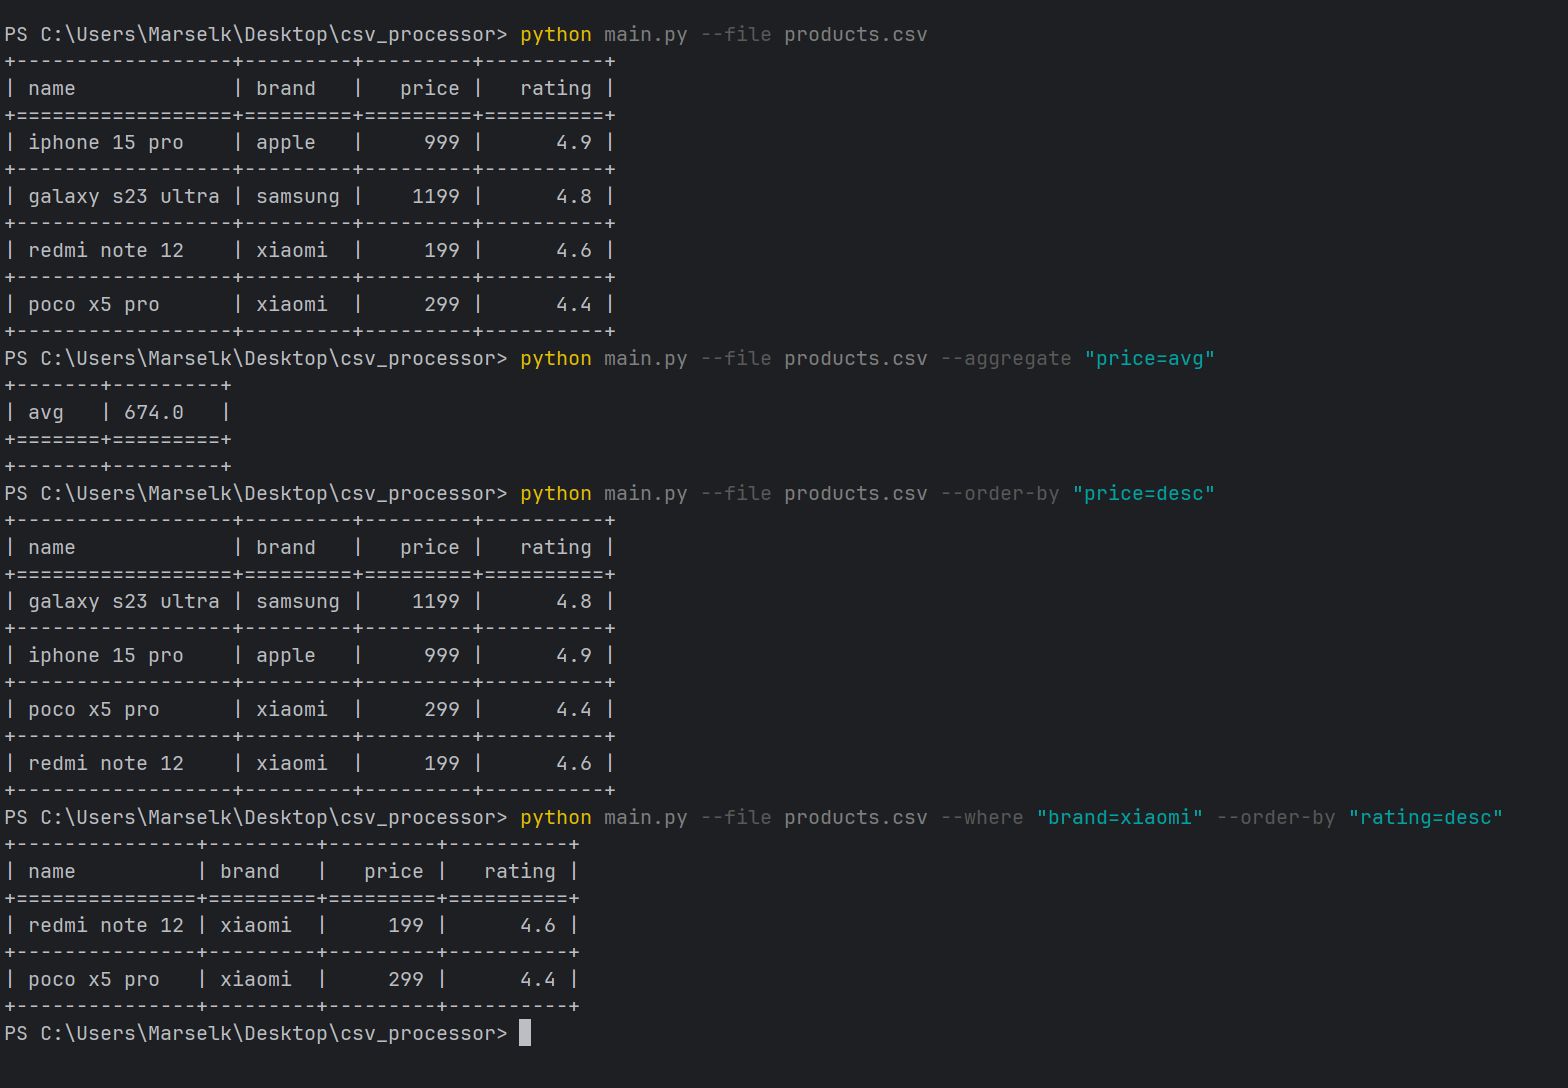 PS C:\Users\Marselk\Desktop\csv_processor> python main.py --file products.csv
+------------------+---------+---------+----------+
| name             | brand   |   price |   rating |
+==================+=========+=========+==========+
| iphone 15 pro    | apple   |     999 |      4.9 |
+------------------+---------+---------+----------+
| galaxy s23 ultra | samsung |    1199 |      4.8 |
+------------------+---------+---------+----------+
| redmi note 12    | xiaomi  |     199 |      4.6 |
+------------------+---------+---------+----------+
| poco x5 pro      | xiaomi  |     299 |      4.4 |
+------------------+---------+---------+----------+
PS C:\Users\Marselk\Desktop\csv_processor> python main.py --file products.csv --aggregate "price=avg"
+-------+---------+
| avg   | 674.0   |
+=======+=========+
+-------+---------+
PS C:\Users\Marselk\Desktop\csv_processor> python main.py --file products.csv --order-by "price=desc"
+------------------+---------+---------+----------+
| name             | brand   |   price |   rating |
+==================+=========+=========+==========+
| galaxy s23 ultra | samsung |    1199 |      4.8 |
+------------------+---------+---------+----------+
| iphone 15 pro    | apple   |     999 |      4.9 |
+------------------+---------+---------+----------+
| poco x5 pro      | xiaomi  |     299 |      4.4 |
+------------------+---------+---------+----------+
| redmi note 12    | xiaomi  |     199 |      4.6 |
+------------------+---------+---------+----------+
PS C:\Users\Marselk\Desktop\csv_processor> python main.py --file products.csv --where "brand=xiaomi" --order-by "rating=desc"
+---------------+---------+---------+----------+
| name          | brand   |   price |   rating |
+===============+=========+=========+==========+
| redmi note 12 | xiaomi  |     199 |      4.6 |
+---------------+---------+---------+----------+
| poco x5 pro   | xiaomi  |     299 |      4.4 |
+---------------+---------+---------+----------+
PS C:\Users\Marselk\Desktop\csv_processor>